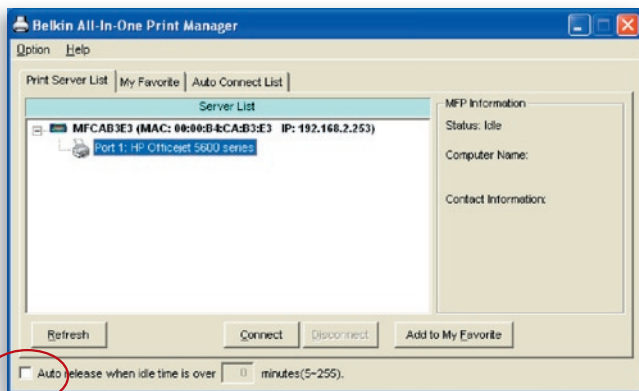 Belkin All-In-One Print Manager
Option Help
Print Server List My Favorite Auto Connect List
Server List
MFCAB3E3 (MAC: 00:00:B4:CA:B3:E3 IP: 192.168.2.253)
Port 1: HP Officejet 5600 series
MFP Information
Status: Idle
Computer Name:
Contact Information:
Refresh Connect Disconnect Add to My Favorite
Auto release when idle time is over 0 minutes(5~255).